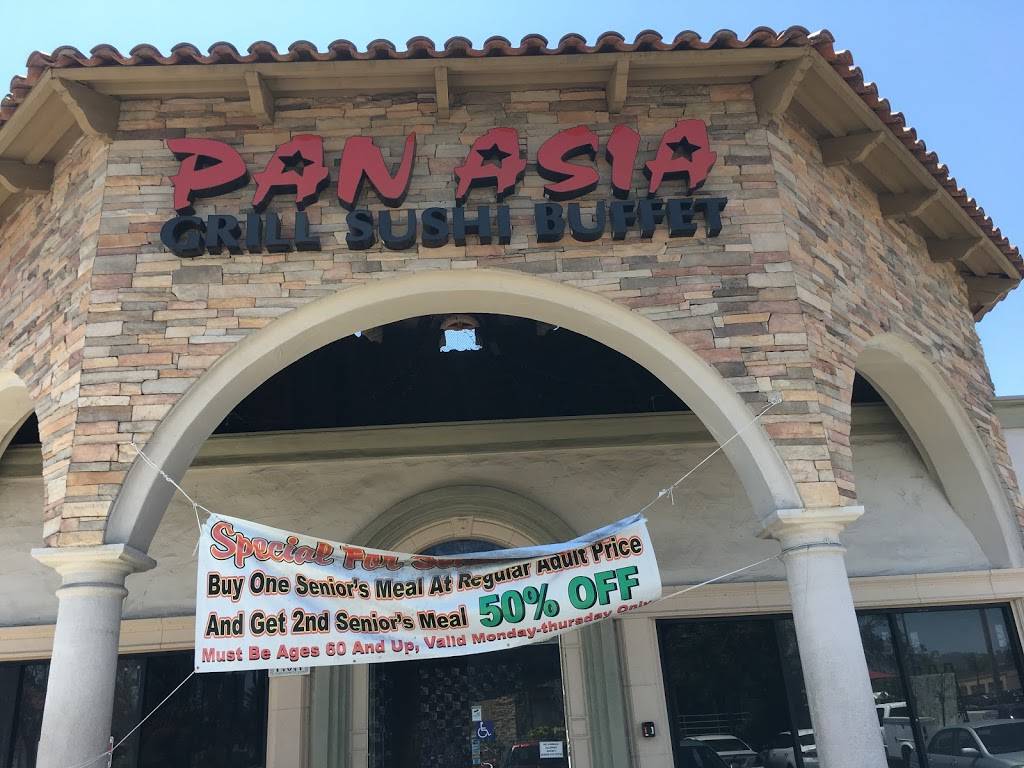 PAN ASIA
GRILL SUSHI BUFFET
Special For
Buy One Senior's Meal At Regular Adult Price
And Get 2nd Senior's Meal 50% OFF
Must Be Ages 60 And Up, Valid Monday-thursday Only